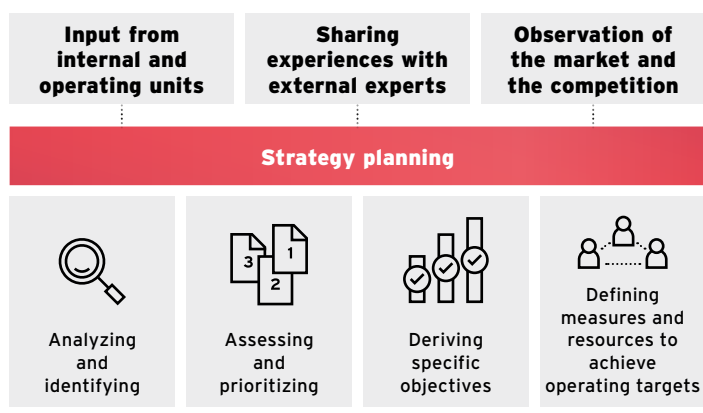 Input from
internal and
operating units
Sharing
experiences with
external experts
Observation of
the market and
the competition
Strategy planning
3
2
1
Analyzing
and
identifying
Assessing
and
prioritizing
Deriving
specific
objectives
Defining
measures and
resources to
achieve
operating targets